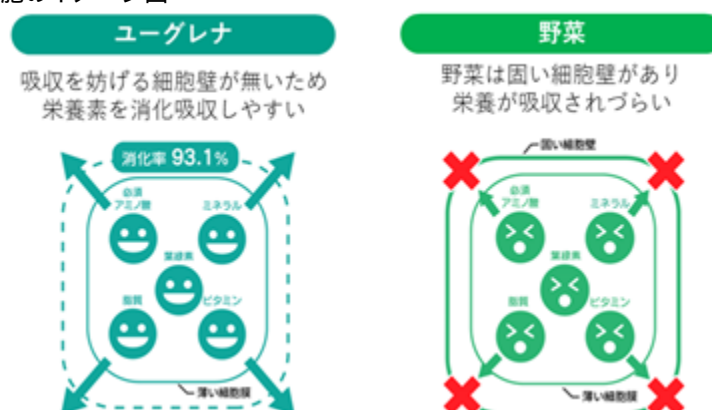 ユーグレナ
吸収を妨げる細胞壁が無いため
栄養素を消化吸収しやすい
消化率 93.1%
必須
アミノ酸
ミネラル
葉緑素
脂質
ビタミン
薄い細胞膜
野菜
野菜は固い細胞壁があり
栄養が吸収されづらい
固い細胞壁
必須
アミノ酸
ミネラル
葉緑素
脂質
ビタミン
薄い細胞膜